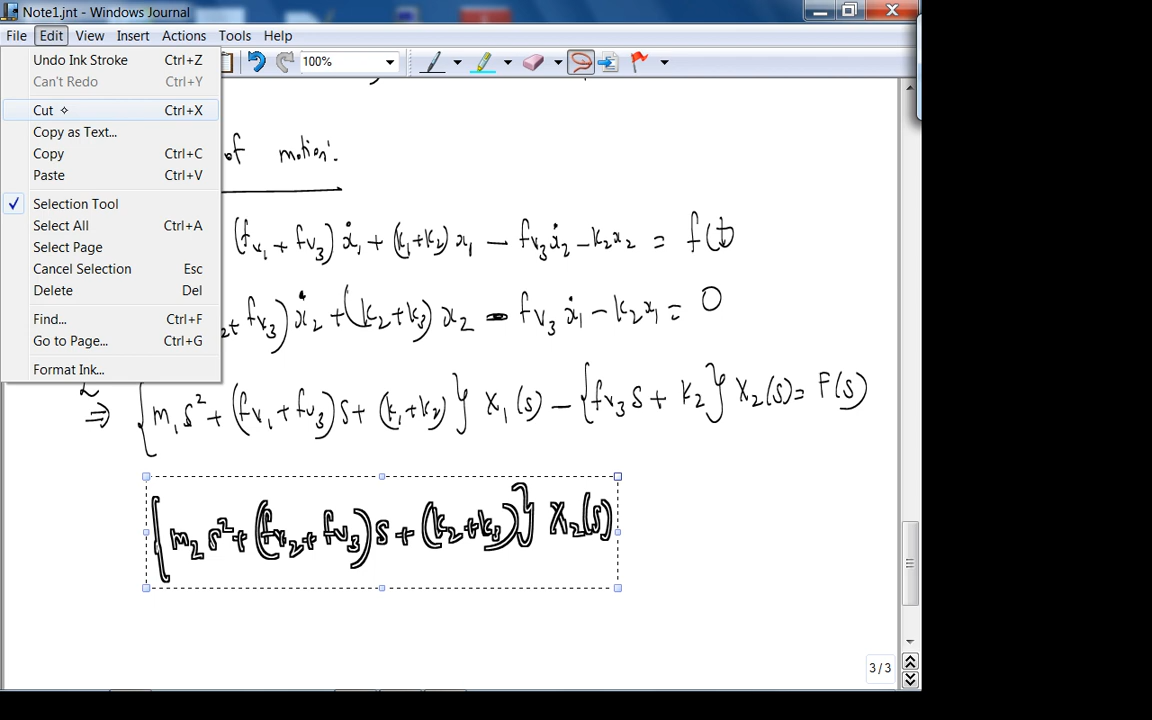 Note1.jnt - Windows Journal
File Edit View Insert Actions Tools Help
Undo Ink Stroke Ctrl+Z
100%
Can't Redo Ctrl+Y
Cut Ctrl+X
Copy as Text...
Copy Ctrl+C
Paste Ctrl+V
Selection Tool
Select All Ctrl+A
Select Page
Cancel Selection Esc
Delete Del
Find... Ctrl+F
Go to Page... Ctrl+G
Format Ink...
of motion:
(fv₁ + fv₃) ẋ₁ + (k₁+k₂) x₁ − fv₃ẋ₂ − k₂x₂ = f(t)
₂+ fv₃) ẋ₂ + (k₂+k₃) x₂ − fv₃ ẋ₁ − k₂x₁ = 0
⇒ {m₁s² + (fv₁ + fv₃) s + (k₁+k₂)} X₁(s) − {fv₃ s + k₂} X₂(s) = F(s)
{m₂s² + (fv₂ + fv₃) s + (k₂+k₃)} X₂(s)
3/3